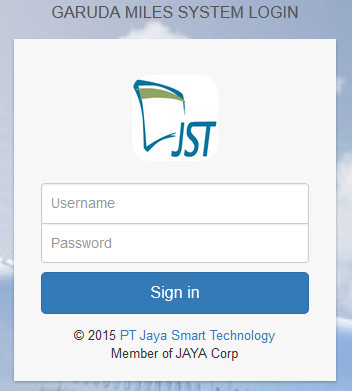 GARUDA MILES SYSTEM LOGIN
JST
Username
Password
Sign in
© 2015 PT Jaya Smart Technology
Member of JAYA Corp